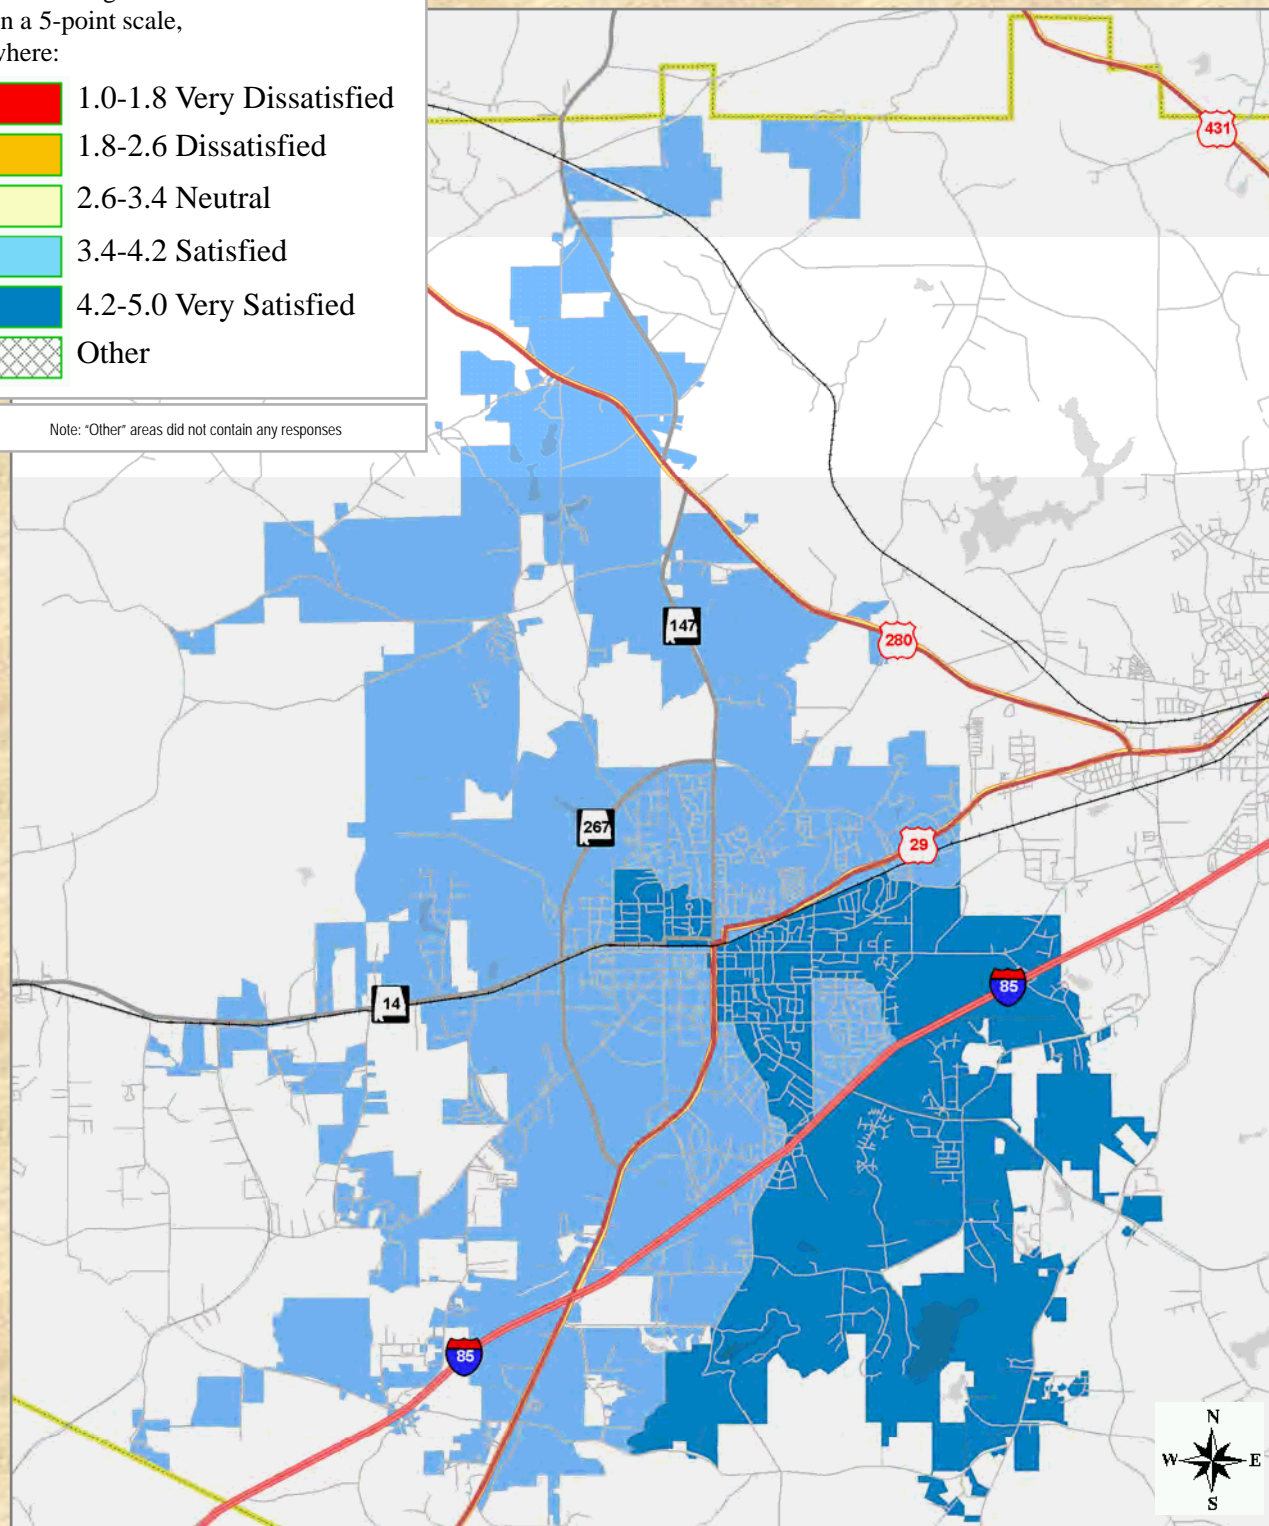 n a 5-point scale,
where:
1.0-1.8 Very Dissatisfied
1.8-2.6 Dissatisfied
2.6-3.4 Neutral
3.4-4.2 Satisfied
4.2-5.0 Very Satisfied
Other
Note: "Other" areas did not contain any responses
431
147
280
267
29
14
85
85
N
W E
S